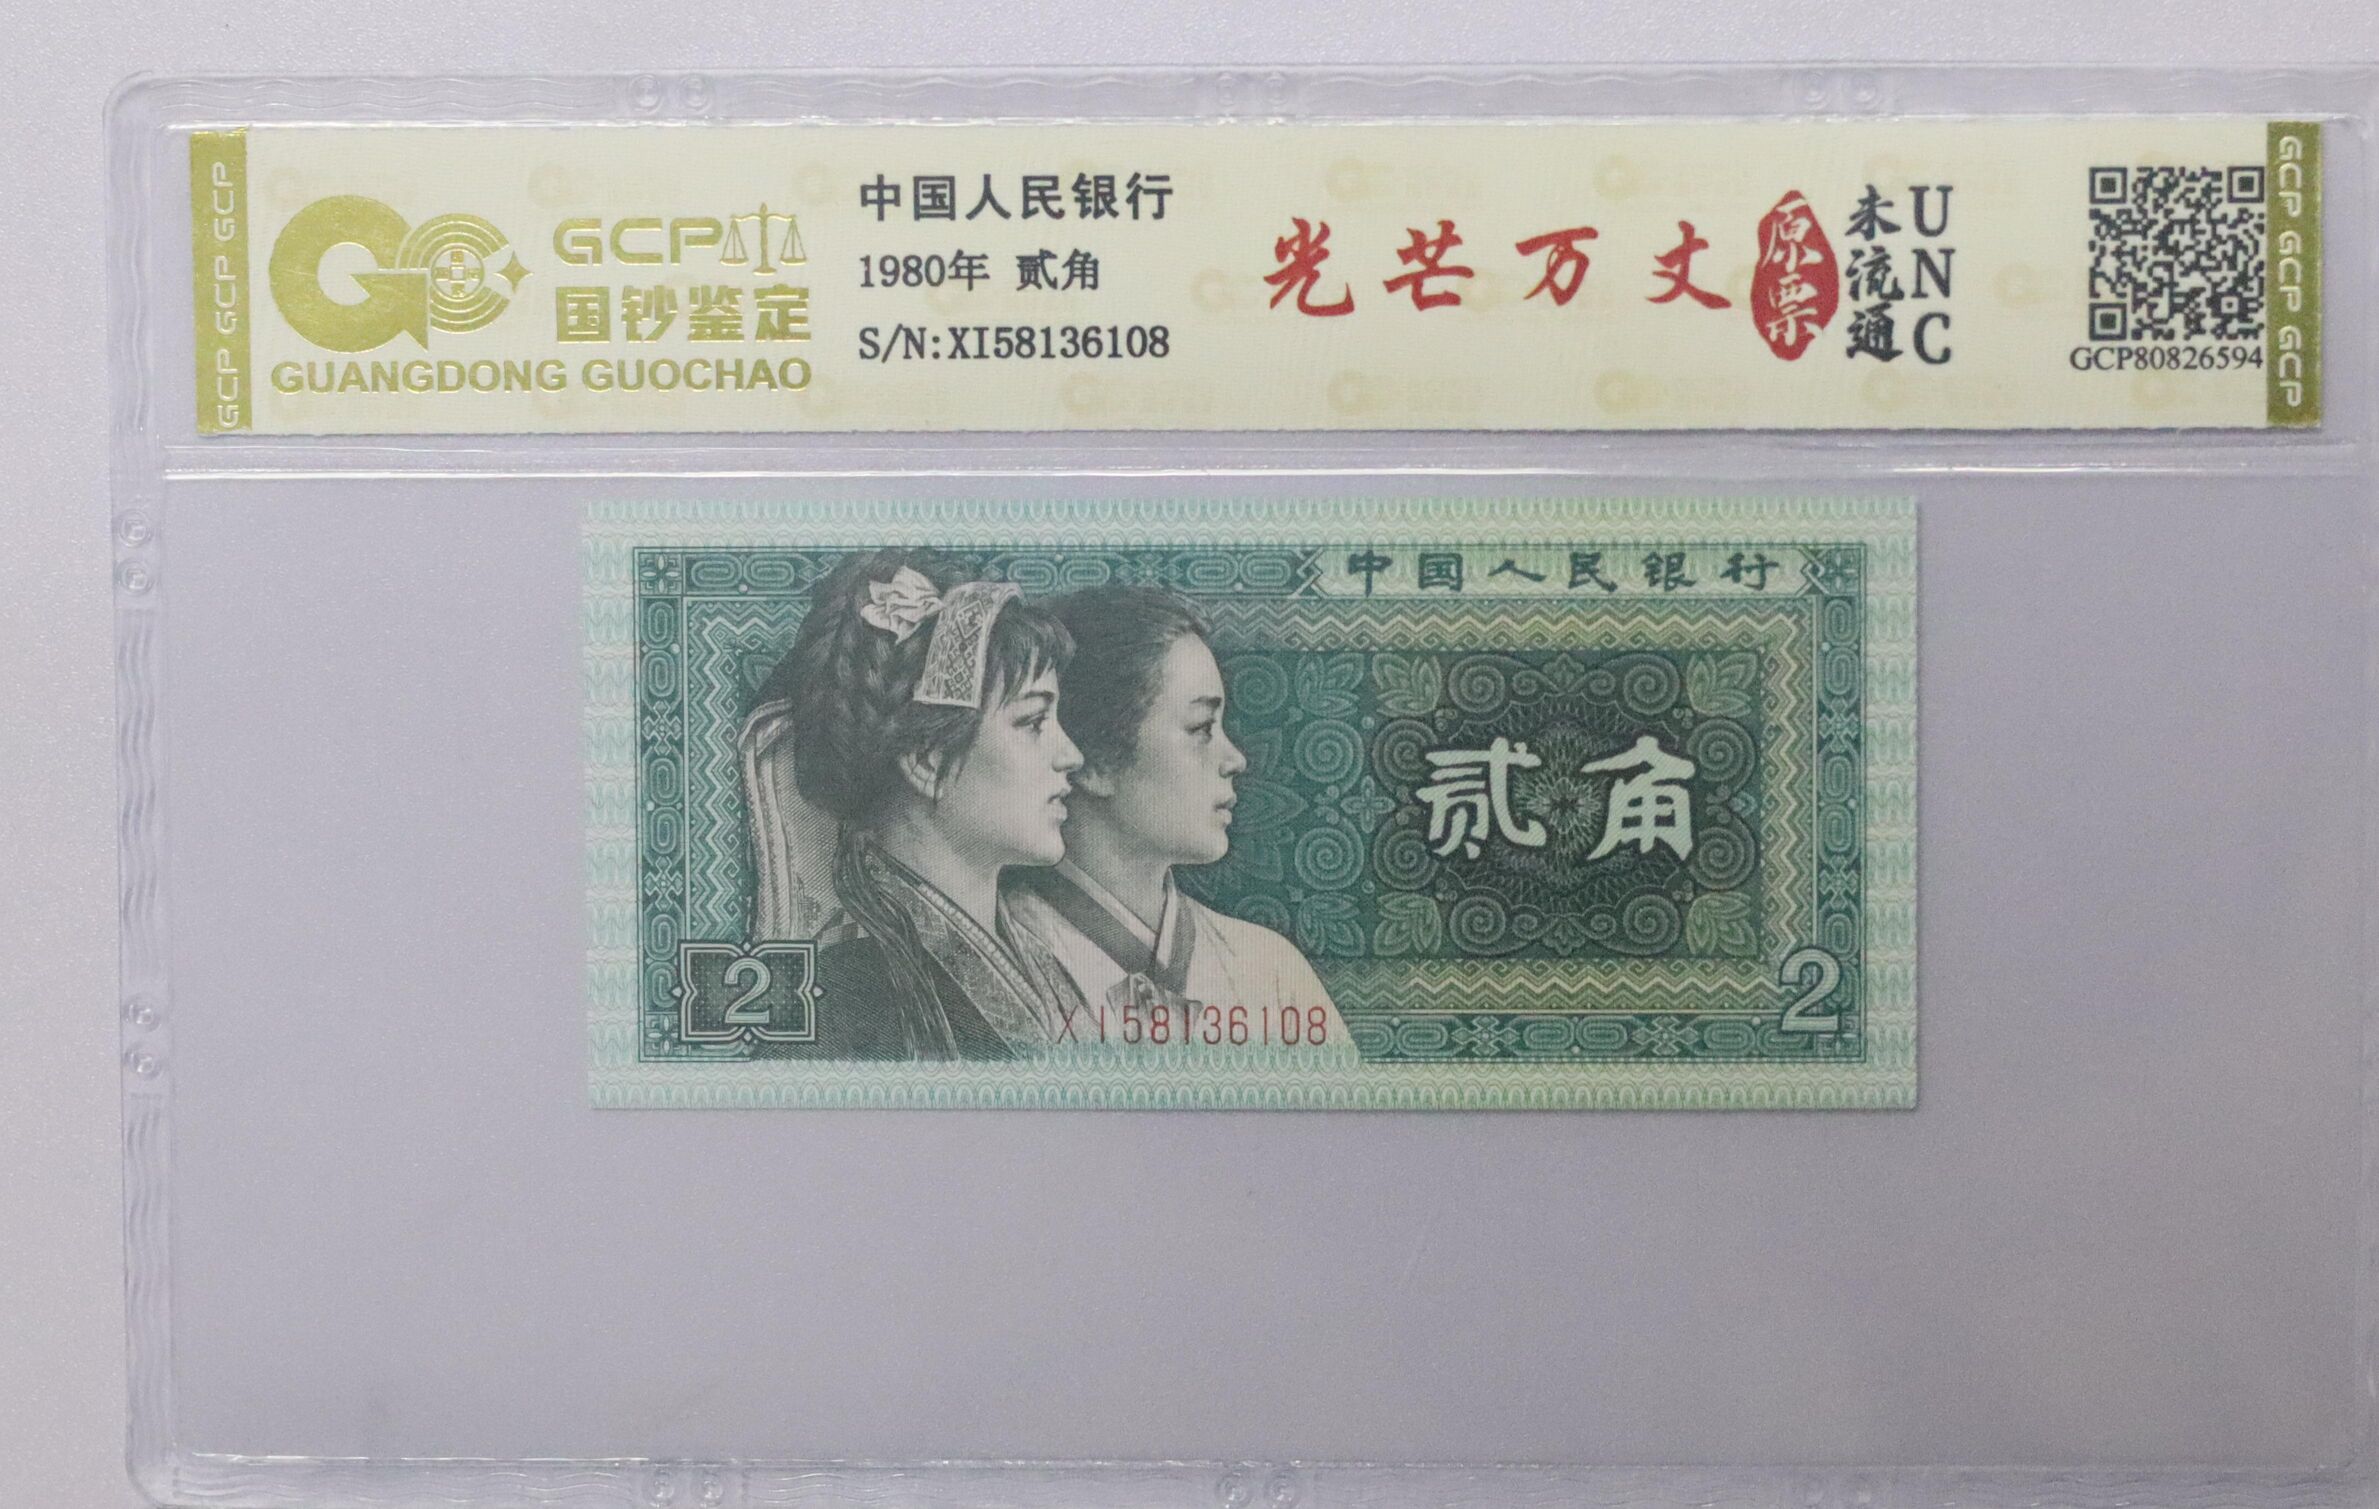 GCP GCP GCP
GCP
国钞鉴定
GUANGDONG GUOCHAO
中国人民银行
1980年 贰角
S/N:XI58136108
光芒万丈
原票
未流通
UNC
GCP80826594
GCP GCP GCP
中国人民银行
贰角
2
XI58136108
2